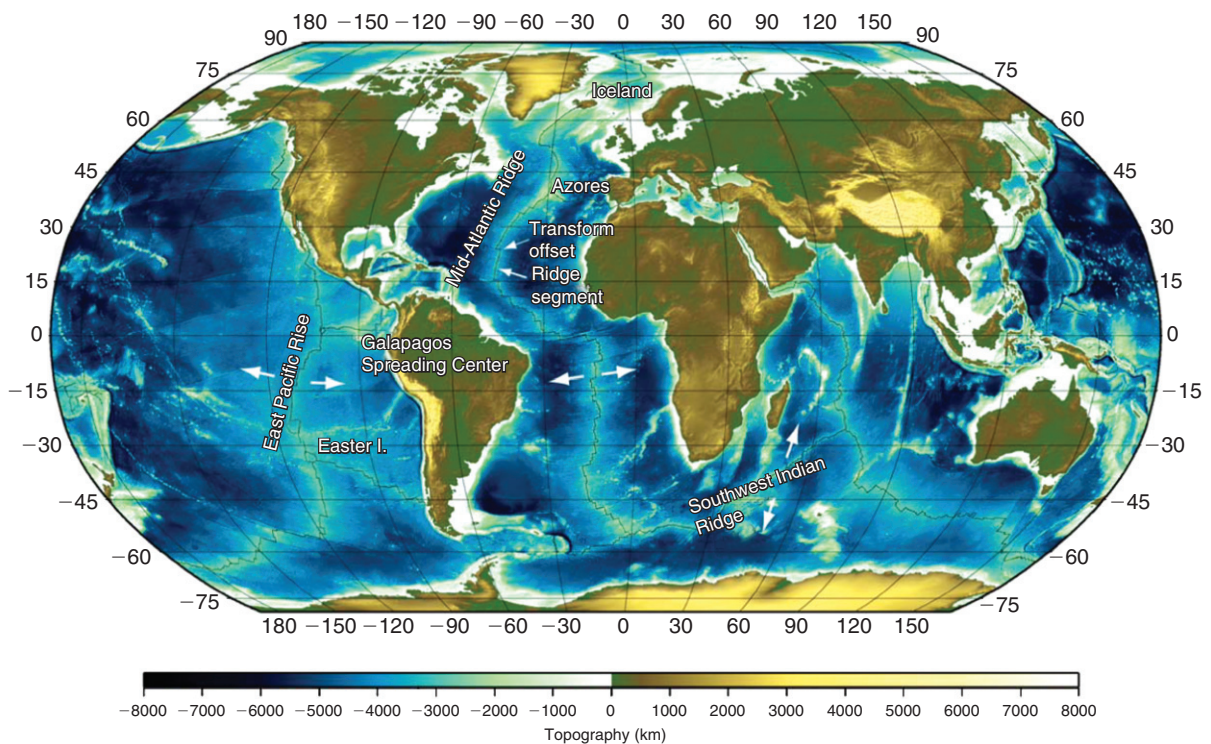 180 −150 −120 −90 −60 −30 0 30 60 90 120 150
90 90
75 75
60 60
45 45
30 30
15 15
0 0
−15 −15
−30 −30
−45 −45
−60 −60
−75 −75
Iceland
Mid-Atlantic Ridge
Azores
Transform
offset
Ridge
segment
East Pacific Rise
Galapagos
Spreading Center
Easter I.
Southwest Indian
Ridge
180 −150 −120 −90 −60 −30 0 30 60 90 120 150
−8000 −7000 −6000 −5000 −4000 −3000 −2000 −1000 0 1000 2000 3000 4000 5000 6000 7000 8000
Topography (km)